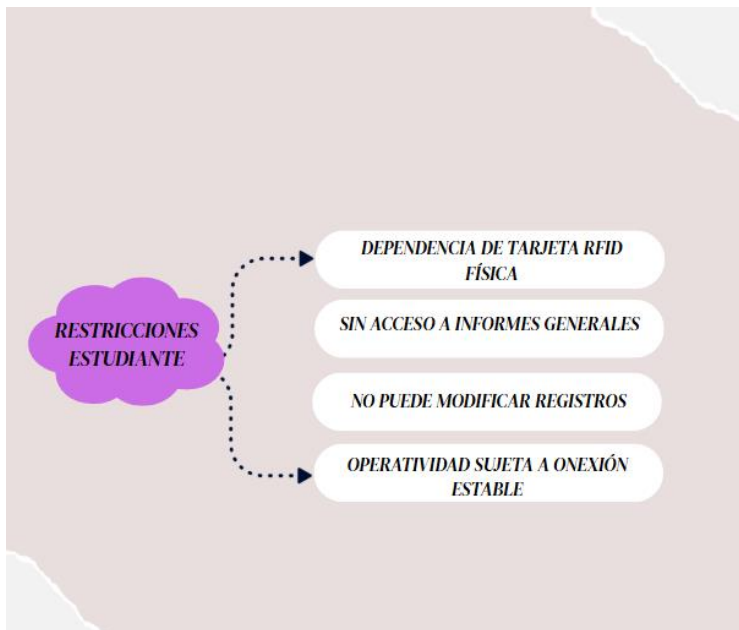 RESTRICCIONES
ESTUDIANTE
DEPENDENCIA DE TARJETA RFID
FÍSICA
SIN ACCESO A INFORMES GENERALES
NO PUEDE MODIFICAR REGISTROS
OPERATIVIDAD SUJETA A ONEXIÓN
ESTABLE